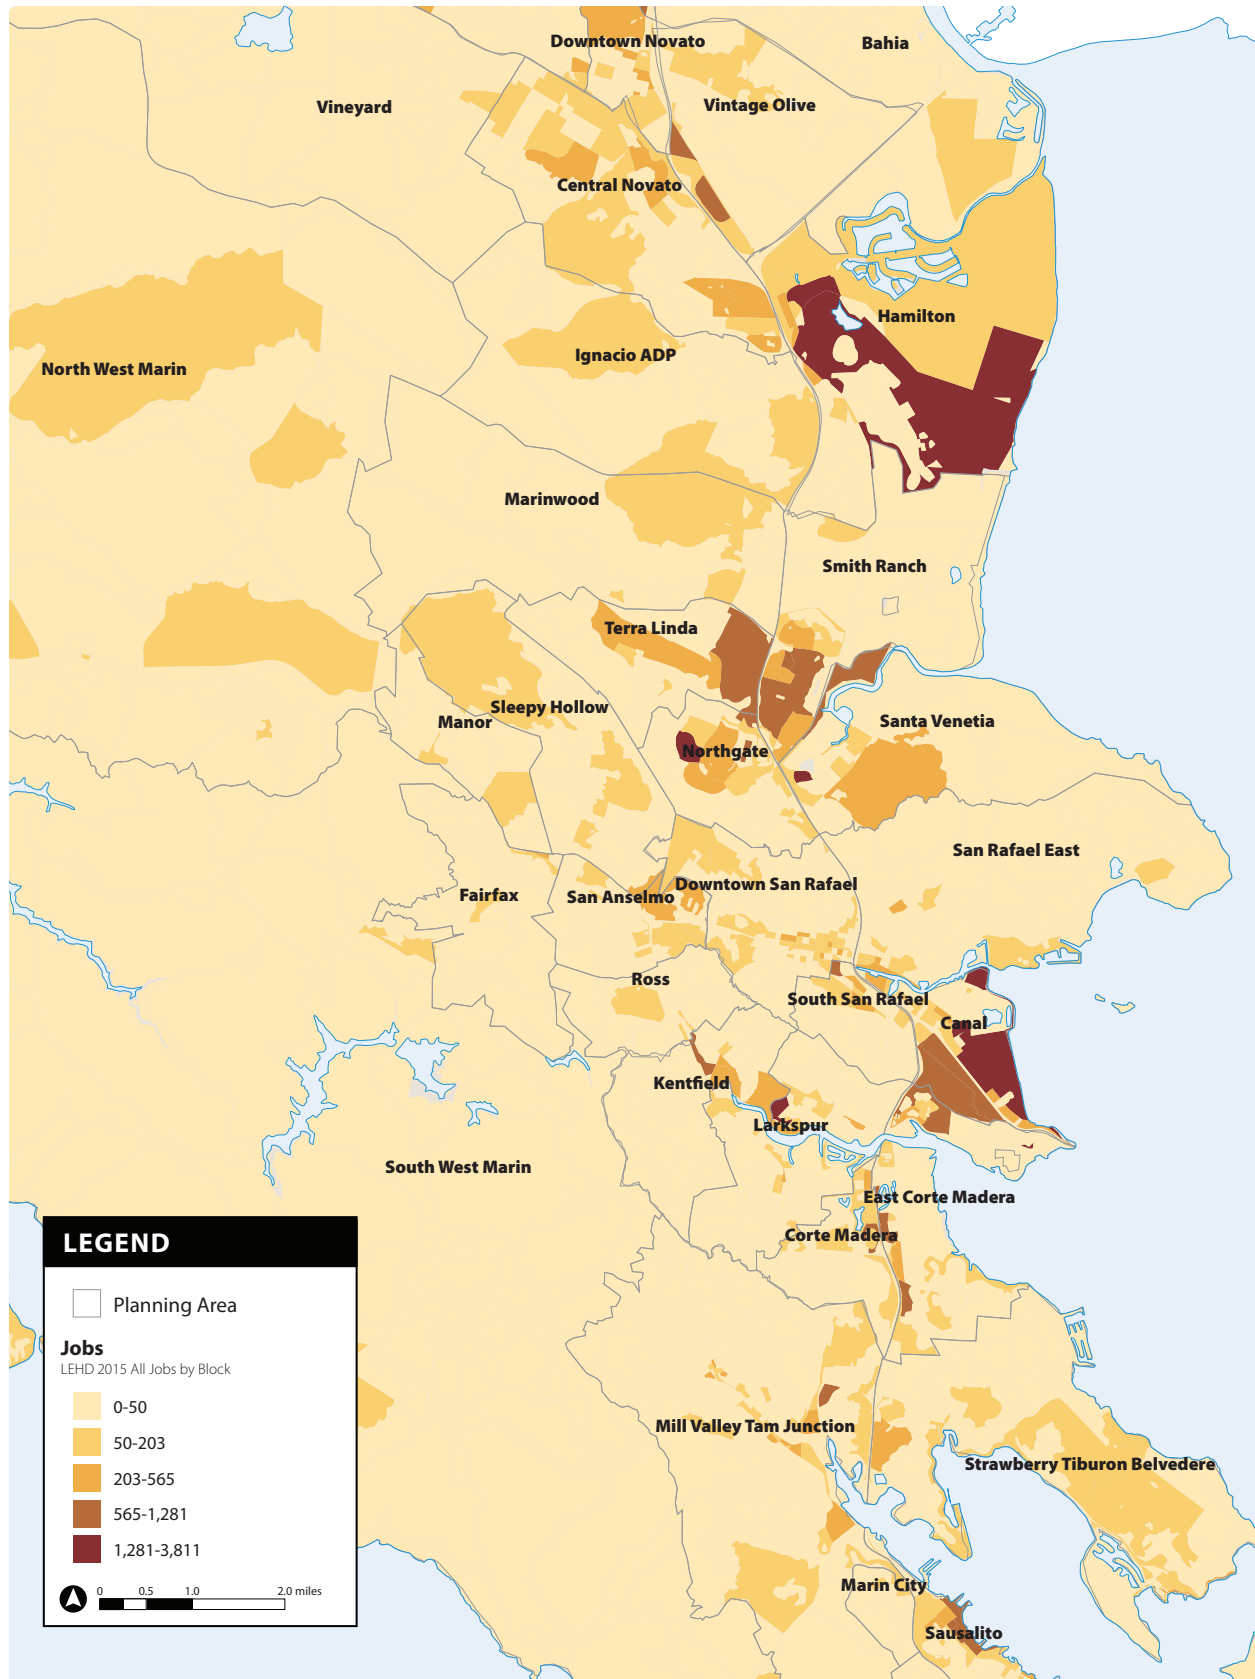 Downtown Novato
Bahia
Vineyard
Vintage Olive
Central Novato
Hamilton
Ignacio ADP
North West Marin
Marinwood
Smith Ranch
Terra Linda
Sleepy Hollow
Manor
Santa Venetia
Northgate
San Rafael East
Downtown San Rafael
Fairfax
San Anselmo
Ross
South San Rafael
Canal
Kentfield
Larkspur
South West Marin
East Corte Madera
Corte Madera
Mill Valley Tam Junction
Strawberry Tiburon Belvedere
Marin City
Sausalito
LEGEND
Planning Area
Jobs
LEHD 2015 All Jobs by Block
0-50
50-203
203-565
565-1,281
1,281-3,811
0 0.5 1.0 2.0 miles